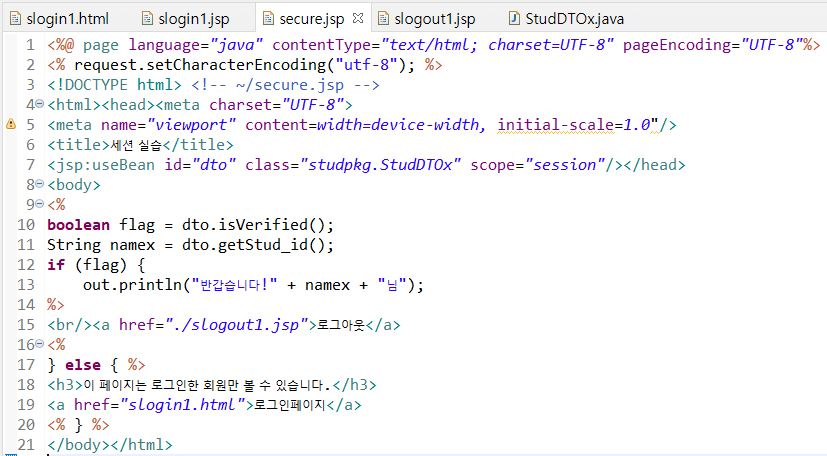 slogin1.html slogin1.jsp secure.jsp slogout1.jsp StudDTOx.java
1 <%@ page language="java" contentType="text/html; charset=UTF-8" pageEncoding="UTF-8"%>
2 <% request.setCharacterEncoding("utf-8"); %>
3 <!DOCTYPE html> <!-- ~/secure.jsp -->
4 <html><head><meta charset="UTF-8">
5 <meta name="viewport" content=width=device-width, initial-scale=1.0"/>
6 <title>세션 실습</title>
7 <jsp:useBean id="dto" class="studpkg.StudDTOx" scope="session"/></head>
8 <body>
9 <%
10 boolean flag = dto.isVerified();
11 String namex = dto.getStud_id();
12 if (flag) {
13 out.println("반갑습니다!" + namex + "님");
14 %>
15 <br/><a href="./slogout1.jsp">로그아웃</a>
16 <%
17 } else { %>
18 <h3>이 페이지는 로그인한 회원만 볼 수 있습니다.</h3>
19 <a href="slogin1.html">로그인페이지</a>
20 <% } %>
21 </body></html>